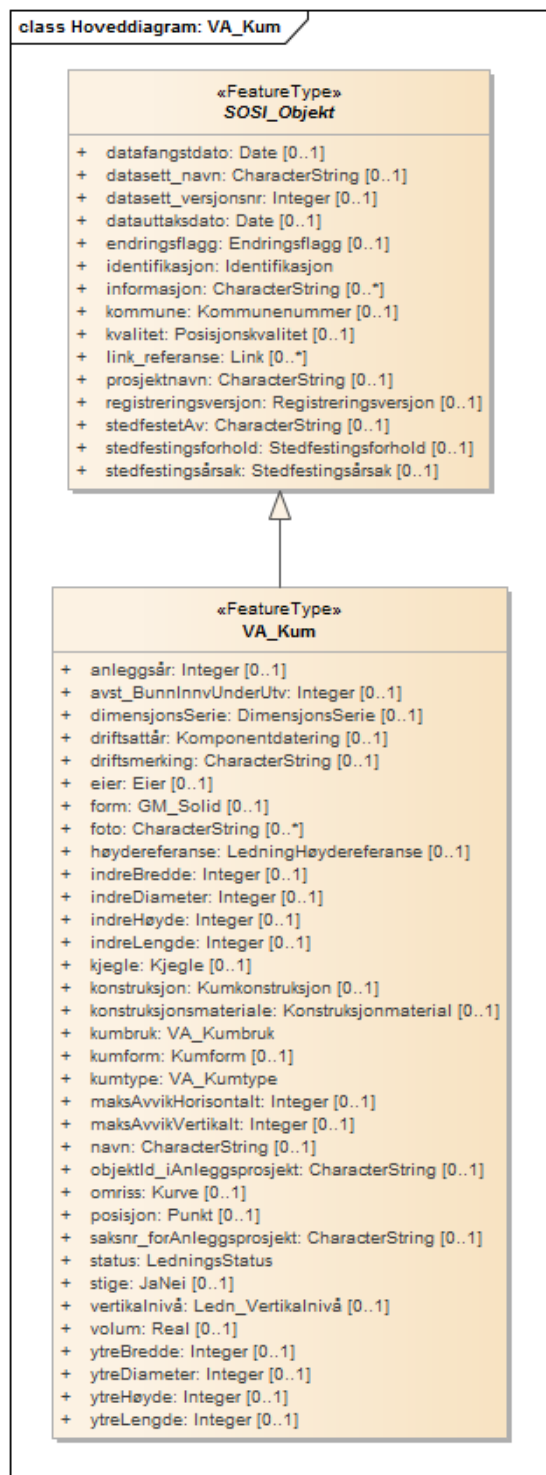 class Hoveddiagram: VA_Kum
«FeatureType»
SOSI_Objekt
+ datafangstdato: Date [0..1]
+ datasett_navn: CharacterString [0..1]
+ datasett_versjonsnr: Integer [0..1]
+ datauttaksdato: Date [0..1]
+ endringsflagg: Endringsflagg [0..1]
+ identifikasjon: Identifikasjon
+ informasjon: CharacterString [0..*]
+ kommune: Kommunenummer [0..1]
+ kvalitet: Posisjonskvalitet [0..1]
+ link_referanse: Link [0..*]
+ prosjektnavn: CharacterString [0..1]
+ registreringsversjon: Registreringsversjon [0..1]
+ stedfestetAv: CharacterString [0..1]
+ stedfestingsforhold: Stedfestingsforhold [0..1]
+ stedfestingsårsak: Stedfestingsårsak [0..1]
«FeatureType»
VA_Kum
+ anleggsår: Integer [0..1]
+ avst_BunnInnvUnderUtv: Integer [0..1]
+ dimensjonsSerie: DimensjonsSerie [0..1]
+ driftsattår: Komponentdatering [0..1]
+ driftsmerking: CharacterString [0..1]
+ eier: Eier [0..1]
+ form: GM_Solid [0..1]
+ foto: CharacterString [0..*]
+ høydereferanse: LedningHøydereferanse [0..1]
+ indreBredde: Integer [0..1]
+ indreDiameter: Integer [0..1]
+ indreHøyde: Integer [0..1]
+ indreLengde: Integer [0..1]
+ kjegle: Kjegle [0..1]
+ konstruksjon: Kumkonstruksjon [0..1]
+ konstruksjonsmateriale: Konstruksjonmaterial [0..1]
+ kumbruk: VA_Kumbruk
+ kumform: Kumform [0..1]
+ kumtype: VA_Kumtype
+ maksAvvikHorisontalt: Integer [0..1]
+ maksAvvikVertikalt: Integer [0..1]
+ navn: CharacterString [0..1]
+ objektId_iAnleggsprosjekt: CharacterString [0..1]
+ omriss: Kurve [0..1]
+ posisjon: Punkt [0..1]
+ saksnr_forAnleggsprosjekt: CharacterString [0..1]
+ status: LedningsStatus
+ stige: JaNei [0..1]
+ vertikalnivå: Ledn_Vertikalnivå [0..1]
+ volum: Real [0..1]
+ ytreBredde: Integer [0..1]
+ ytreDiameter: Integer [0..1]
+ ytreHøyde: Integer [0..1]
+ ytreLengde: Integer [0..1]